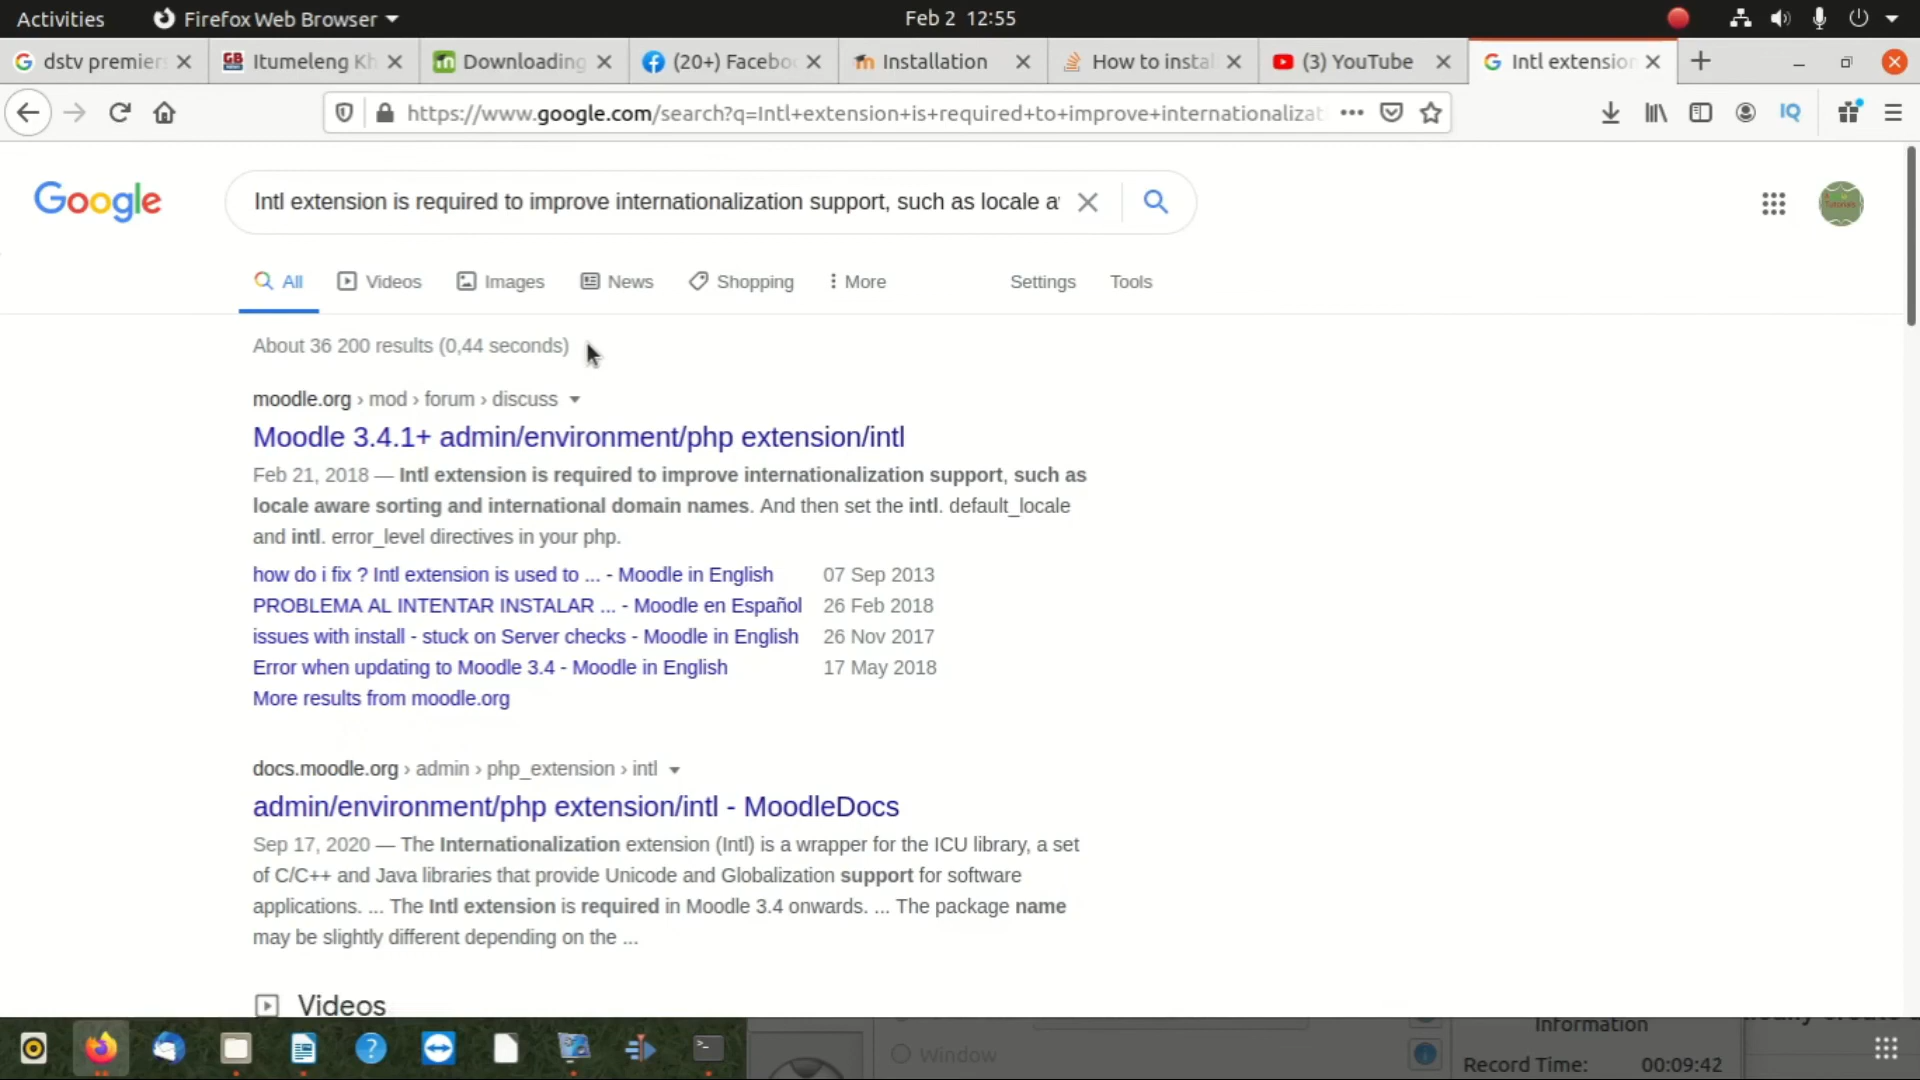 Activities Firefox Web Browser Feb 2 12:55
dstv premier Itumeleng Kh Downloading (20+) Facebo Installation How to instal (3) YouTube Intl extension
https://www.google.com/search?q=Intl+extension+is+required+to+improve+internationalizat IQ
Google Intl extension is required to improve internationalization support, such as locale a
All Videos Images News Shopping More Settings Tools
About 36 200 results (0,44 seconds)
moodle.org › mod › forum › discuss
Moodle 3.4.1+ admin/environment/php extension/intl
Feb 21, 2018 — Intl extension is required to improve internationalization support, such as
locale aware sorting and international domain names. And then set the intl. default_locale
and intl. error_level directives in your php.
how do i fix ? Intl extension is used to ... - Moodle in English 07 Sep 2013
PROBLEMA AL INTENTAR INSTALAR ... - Moodle en Español 26 Feb 2018
issues with install - stuck on Server checks - Moodle in English 26 Nov 2017
Error when updating to Moodle 3.4 - Moodle in English 17 May 2018
More results from moodle.org
docs.moodle.org › admin › php_extension › intl
admin/environment/php extension/intl - MoodleDocs
Sep 17, 2020 — The Internationalization extension (Intl) is a wrapper for the ICU library, a set
of C/C++ and Java libraries that provide Unicode and Globalization support for software
applications. ... The Intl extension is required in Moodle 3.4 onwards. ... The package name
may be slightly different depending on the ...
Videos
Information
Window
Record Time: 00:09:42